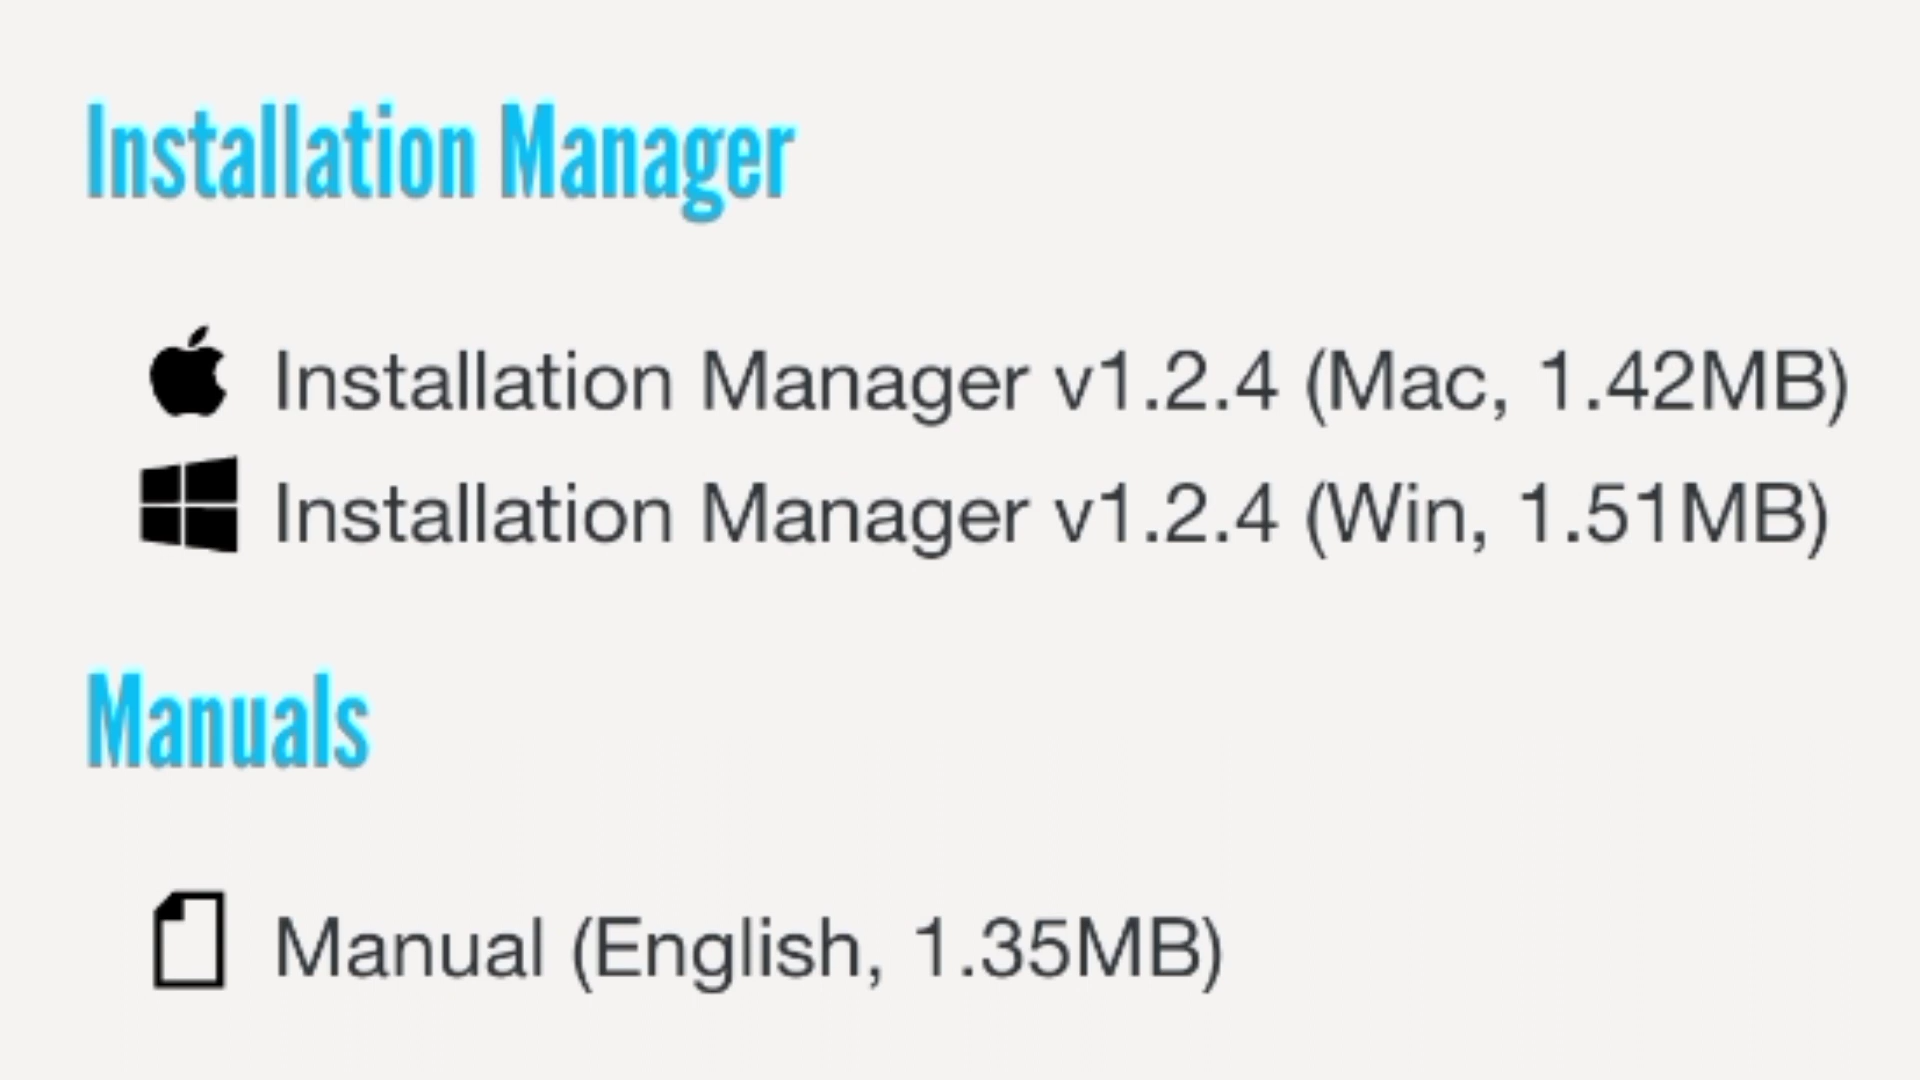 Installation Manager
Installation Manager v1.2.4 (Mac, 1.42MB)
Installation Manager v1.2.4 (Win, 1.51MB)
Manuals
Manual (English, 1.35MB)